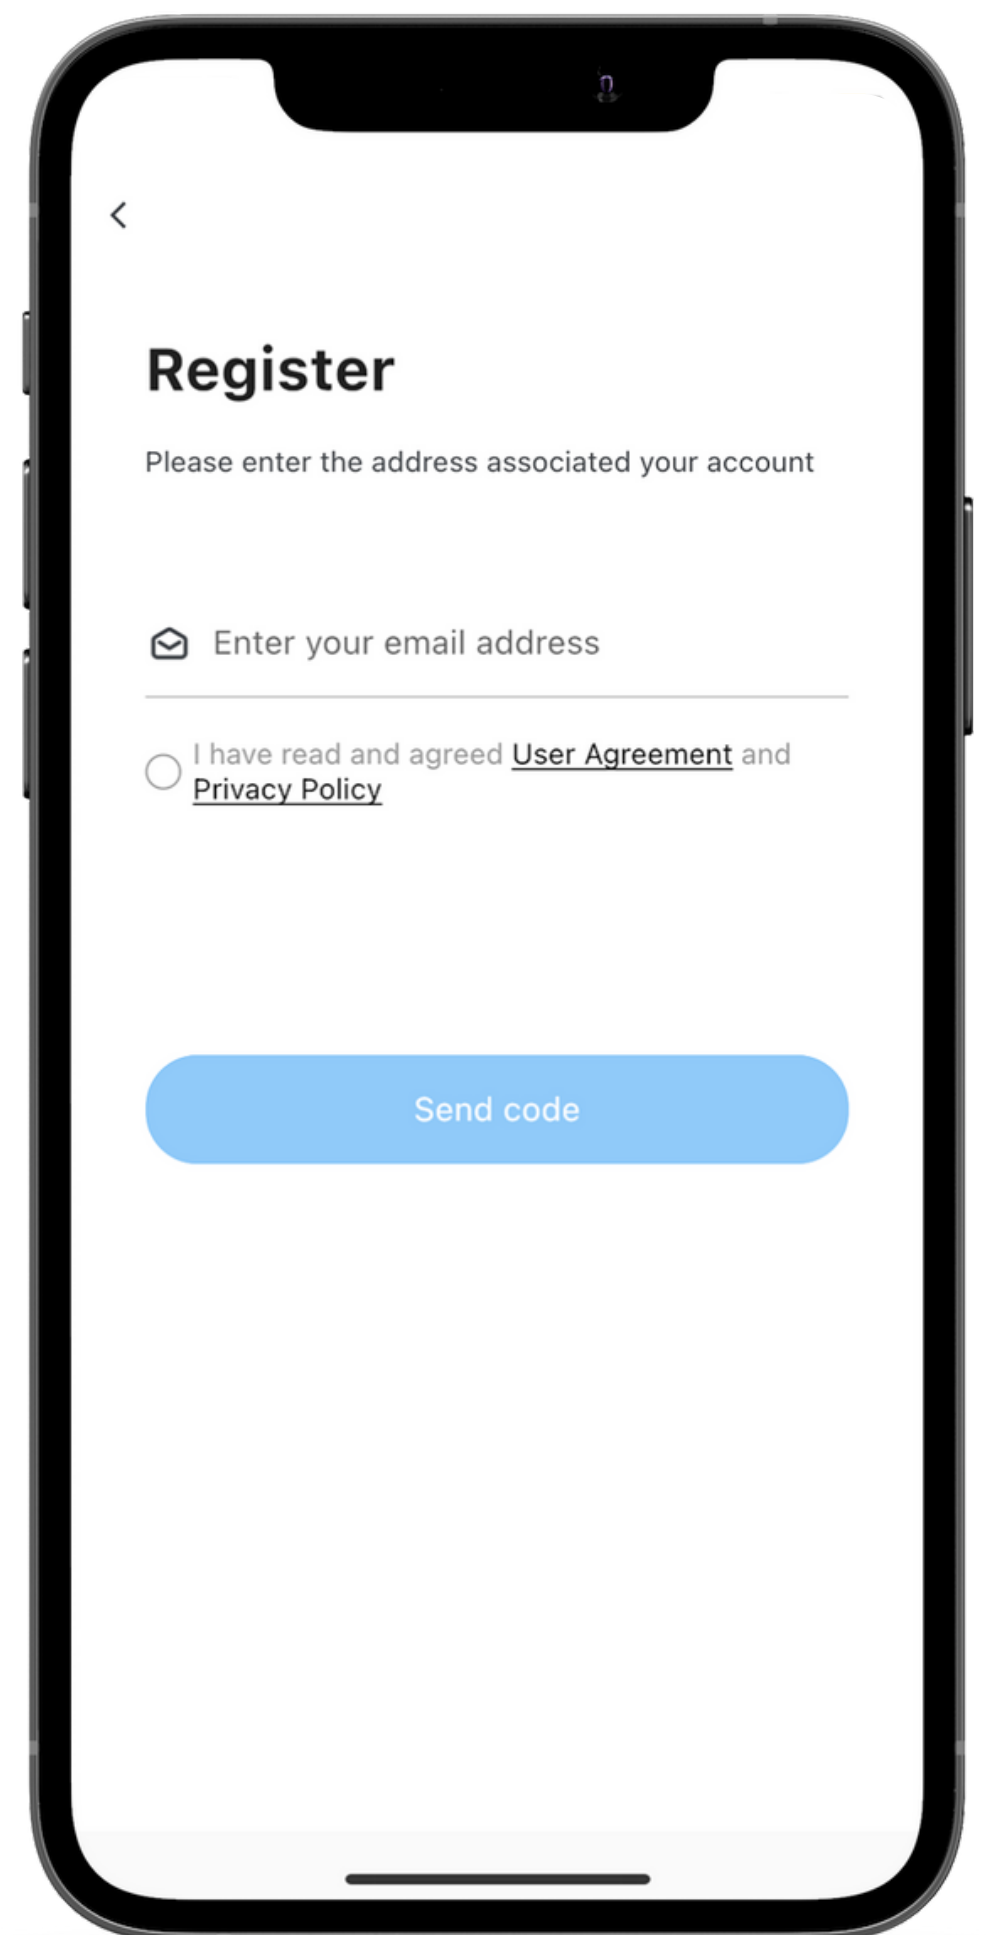 Register
Please enter the address associated your account
Enter your email address
I have read and agreed User Agreement and
Privacy Policy
Send code